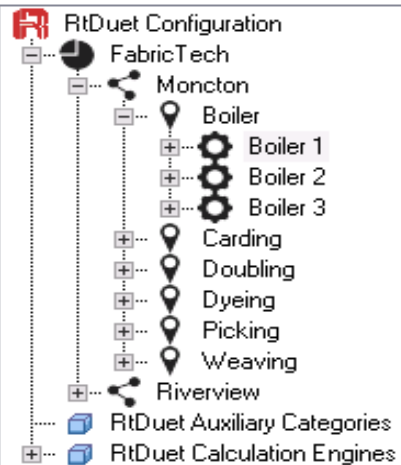 RtDuet Configuration
FabricTech
Moncton
Boiler
Boiler 1
Boiler 2
Boiler 3
Carding
Doubling
Dyeing
Picking
Weaving
Riverview
RtDuet Auxiliary Categories
RtDuet Calculation Engines